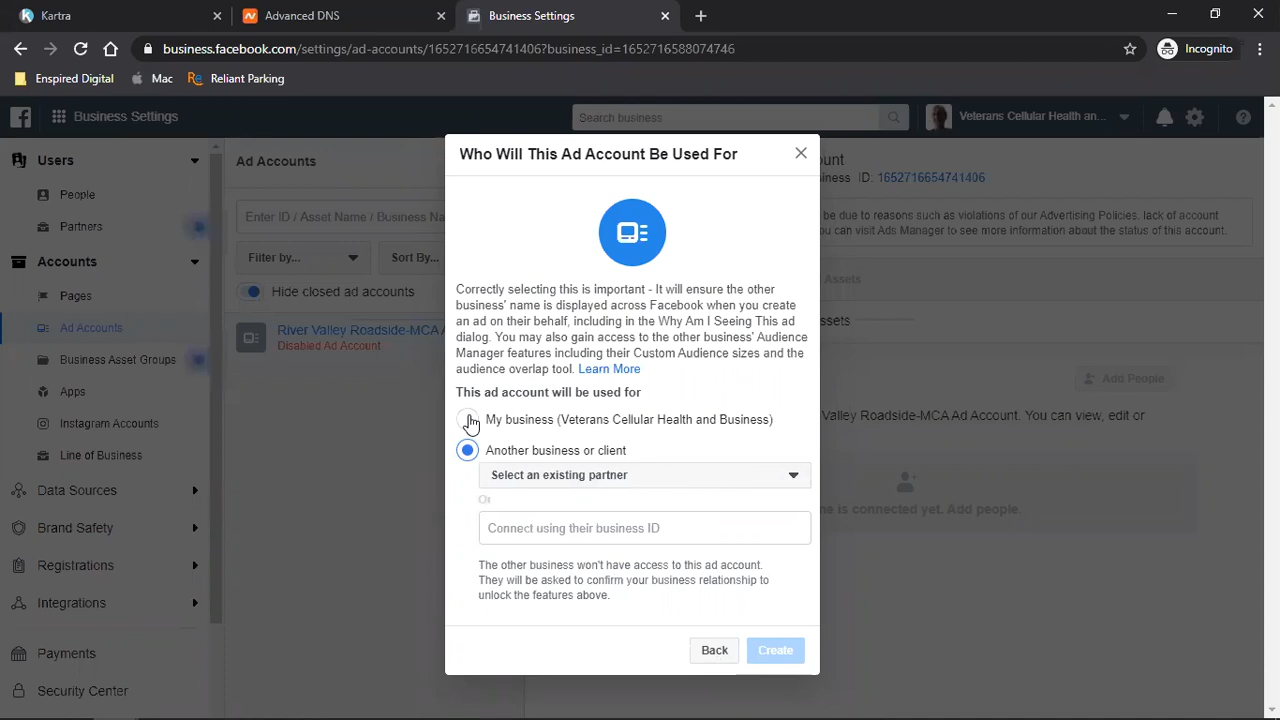 Kartra
Advanced DNS
Business Settings
business.facebook.com/settings/ad-accounts/1652716654741406?business_id=1652716588074746
Incognito
Enspired Digital
Mac
Reliant Parking
Business Settings
Search business
Veterans Cellular Health an...
Users
People
Partners
Accounts
Pages
Ad Accounts
Business Asset Groups
Apps
Instagram Accounts
Line of Business
Data Sources
Brand Safety
Registrations
Integrations
Payments
Security Center
Ad Accounts
Enter ID / Asset Name / Business Na
Filter by...
Sort By...
Hide closed ad accounts
River Valley Roadside-MCA A
Disabled Ad Account
Who Will This Ad Account Be Used For
Correctly selecting this is important - It will ensure the other
business' name is displayed across Facebook when you create
an ad on their behalf, including in the Why Am I Seeing This ad
dialog. You may also gain access to the other business' Audience
Manager features including their Custom Audience sizes and the
audience overlap tool. Learn More
This ad account will be used for
My business (Veterans Cellular Health and Business)
Another business or client
Select an existing partner
Or
Connect using their business ID
The other business won't have access to this ad account.
They will be asked to confirm your business relationship to
unlock the features above.
Back
Create
ount
siness ID: 1652716654741406
be due to reasons such as violations of our Advertising Policies. lack of account
ou can visit Ads Manager to see more information about the status of this account.
Assets
ssets
Add People
Valley Roadside-MCA Ad Account. You can view, edit or
ne is connected yet. Add people.